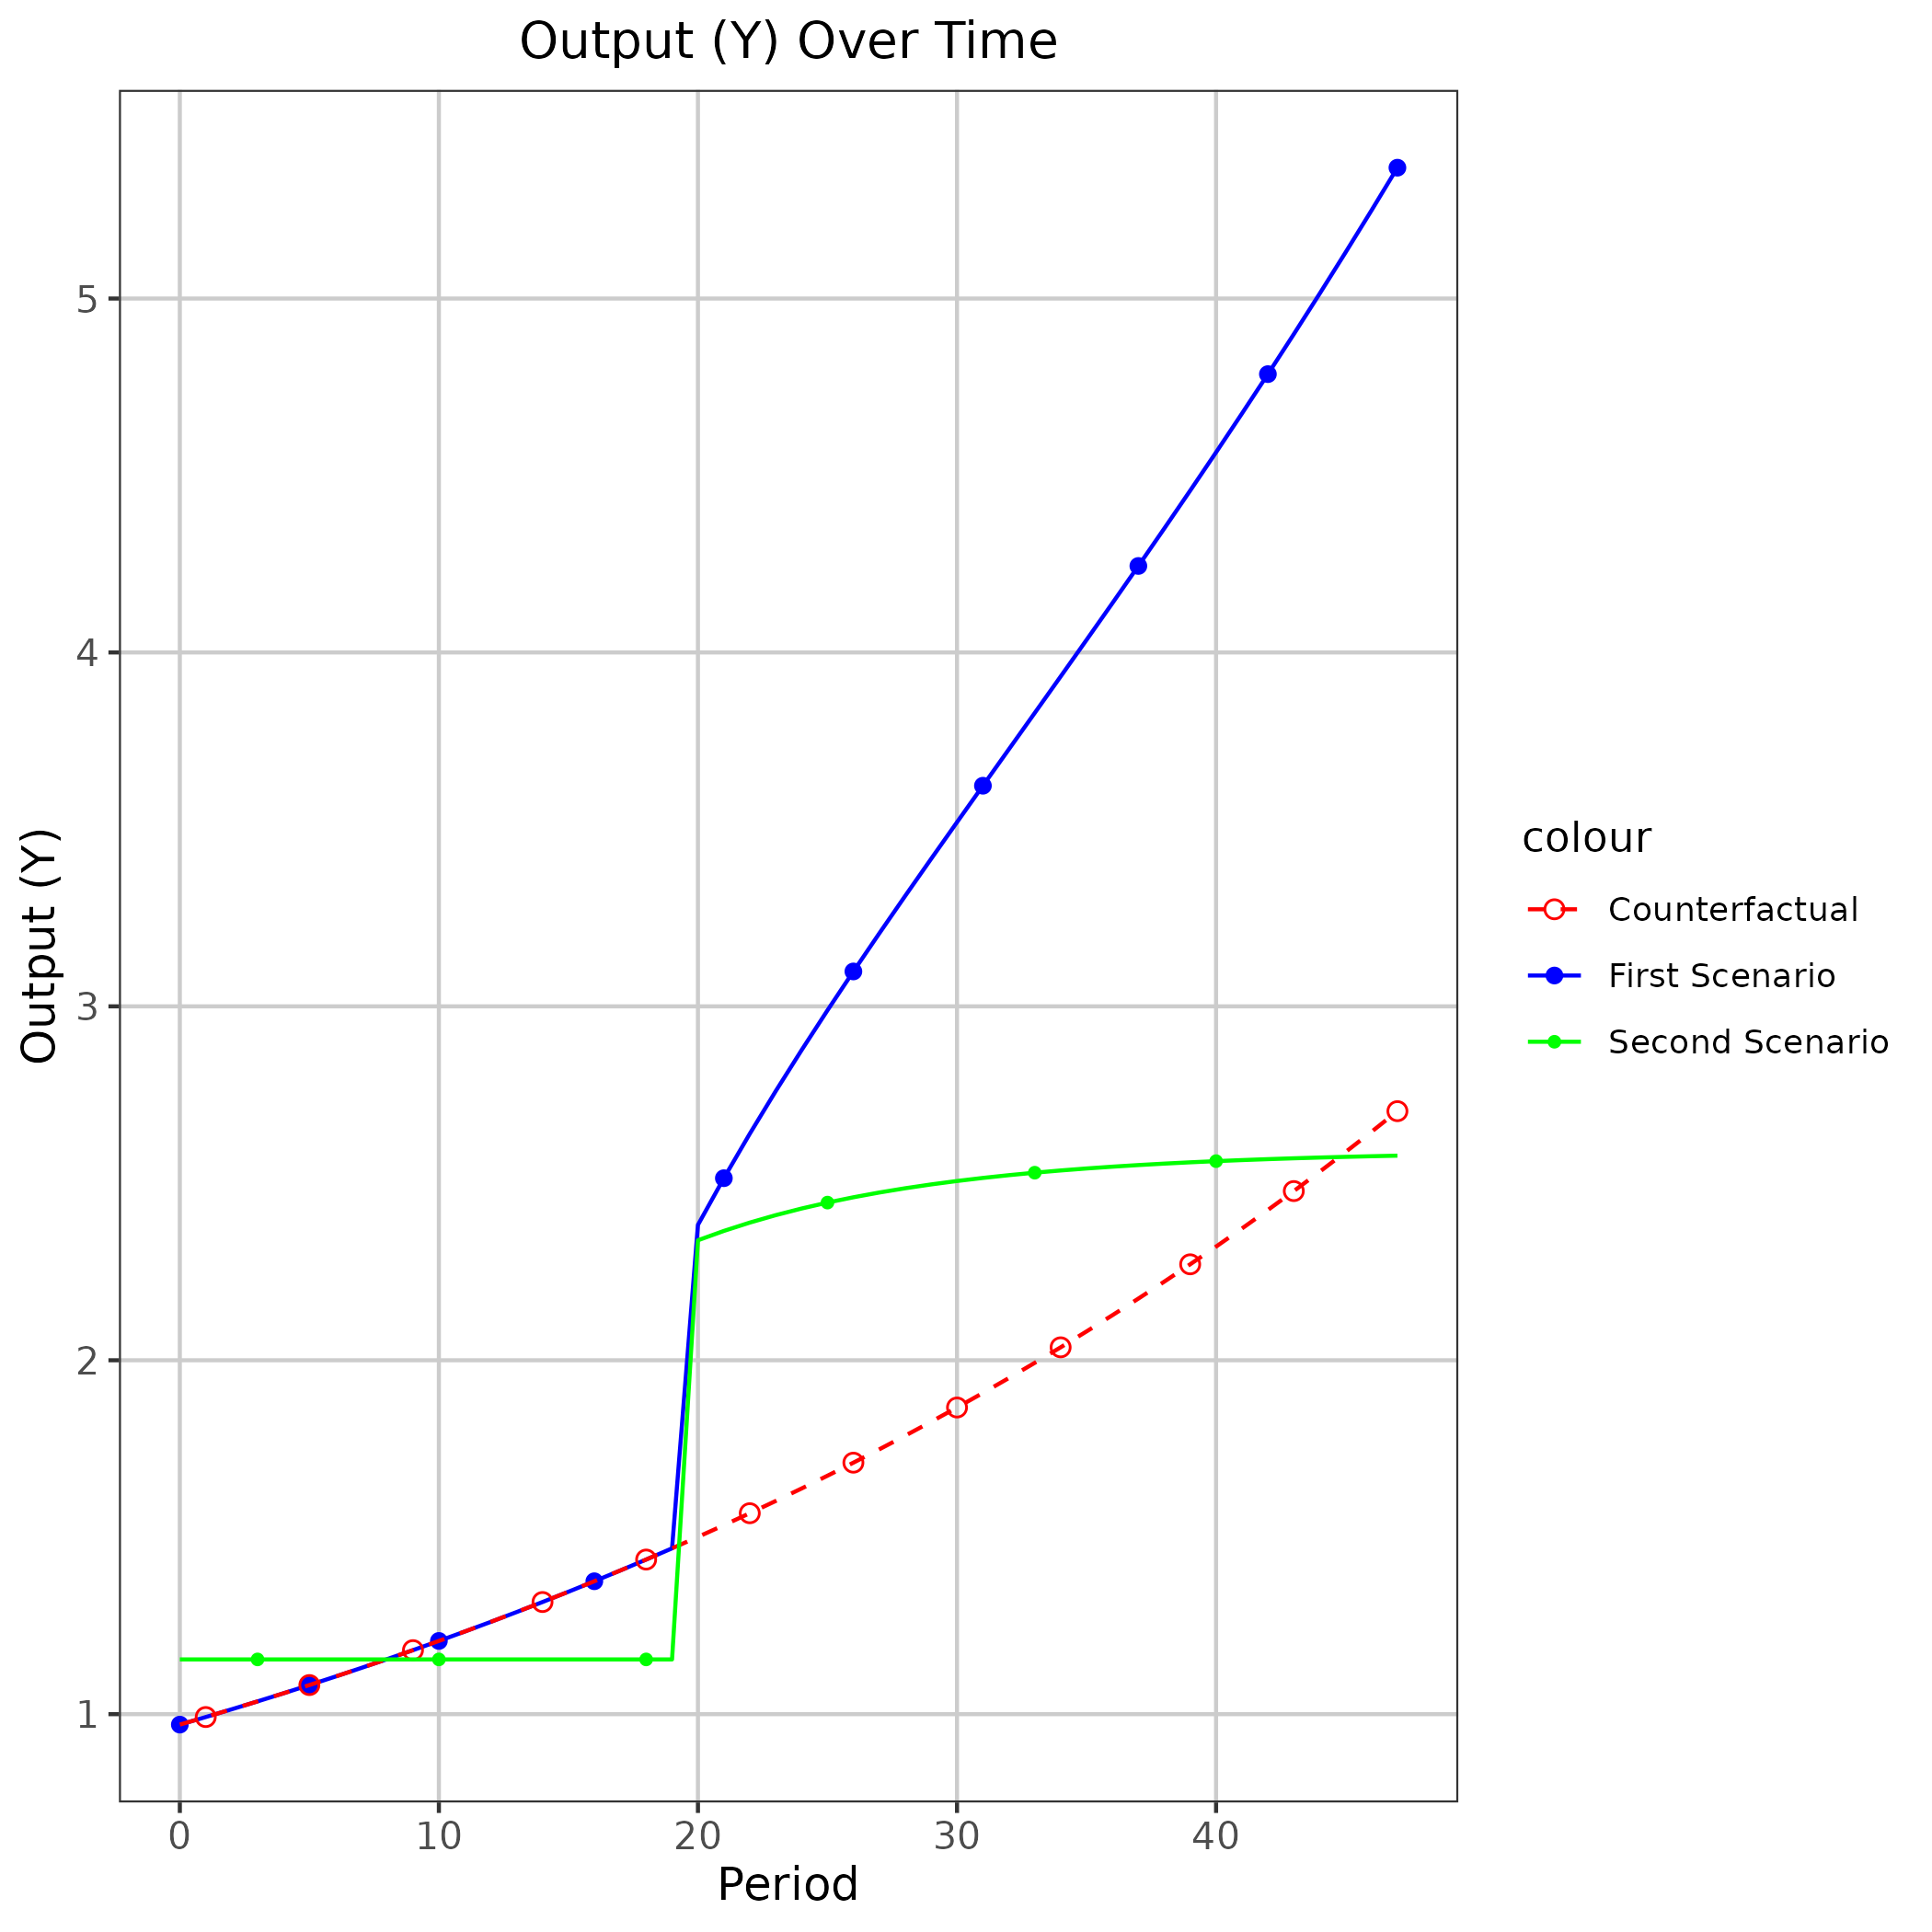 Output (Y) Over Time
Output (Y)
5
4
3
2
1
0 10 20 30 40
Period
colour
Counterfactual
First Scenario
Second Scenario